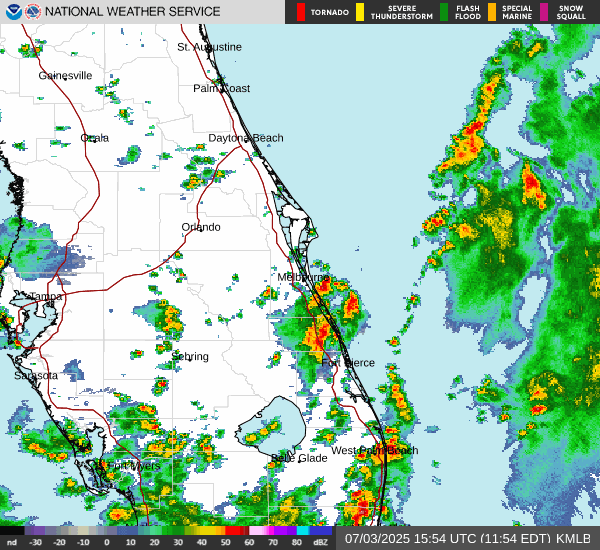 NATIONAL WEATHER SERVICE
TORNADO
SEVERE THUNDERSTORM
FLASH FLOOD
SPECIAL MARINE
SNOW SQUALL
St. Augustine
Gainesville
Palm Coast
Ocala
Daytona Beach
Orlando
Melbourne
Tampa
Sebring
Fort Pierce
Sarasota
West Palm Beach
Belle Glade
Fort Myers
nd -30 -20 -10 0 10 20 30 40 50 60 70 80 dBZ
07/03/2025 15:54 UTC (11:54 EDT) KMLB